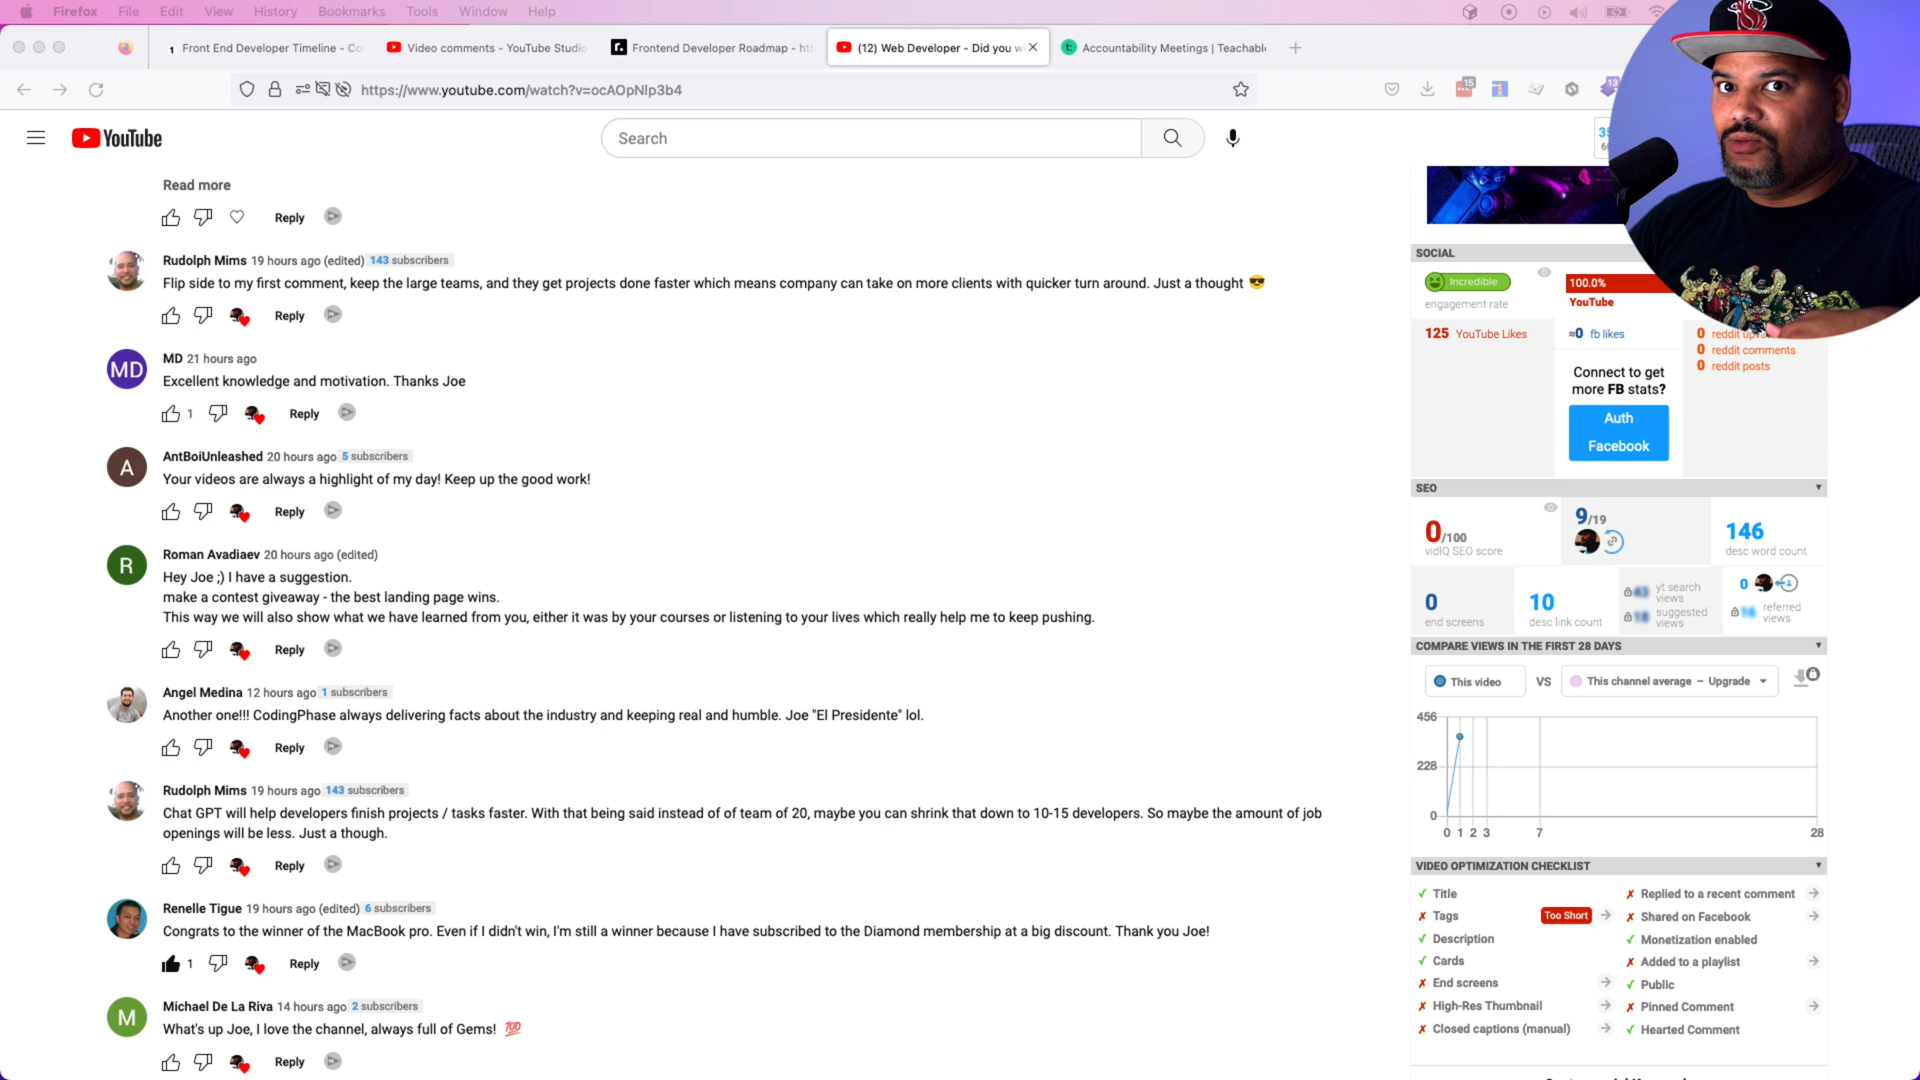 Firefox File Edit View History Bookmarks Tools Window Help
1 Front End Developer Timeline - Co
Video comments - YouTube Studio
Frontend Developer Roadmap - htt
(12) Web Developer - Did you w
Accountability Meetings | Teachabl
https://www.youtube.com/watch?v=ocAOpNIp3b4
15
13
YouTube
Search
Read more
Reply
Rudolph Mims 19 hours ago (edited) 143 subscribers
Flip side to my first comment, keep the large teams, and they get projects done faster which means company can take on more clients with quicker turn around. Just a thought 😎
Reply
MD
MD 21 hours ago
Excellent knowledge and motivation. Thanks Joe
1 Reply
A
AntBoiUnleashed 20 hours ago 5 subscribers
Your videos are always a highlight of my day! Keep up the good work!
Reply
R
Roman Avadiaev 20 hours ago (edited)
Hey Joe ;) I have a suggestion.
make a contest giveaway - the best landing page wins.
This way we will also show what we have learned from you, either it was by your courses or listening to your lives which really help me to keep pushing.
Reply
Angel Medina 12 hours ago 1 subscribers
Another one!!! CodingPhase always delivering facts about the industry and keeping real and humble. Joe "El Presidente" lol.
Reply
Rudolph Mims 19 hours ago 143 subscribers
Chat GPT will help developers finish projects / tasks faster. With that being said instead of of team of 20, maybe you can shrink that down to 10-15 developers. So maybe the amount of job
openings will be less. Just a though.
Reply
Renelle Tigue 19 hours ago (edited) 6 subscribers
Congrats to the winner of the MacBook pro. Even if I didn't win, I'm still a winner because I have subscribed to the Diamond membership at a big discount. Thank you Joe!
1 Reply
M
Michael De La Riva 14 hours ago 2 subscribers
What's up Joe, I love the channel, always full of Gems! 💯
Reply
SOCIAL
Incredible
engagement rate
100.0%
YouTube
125 YouTube Likes
≈0 fb likes
Connect to get
more FB stats?
Auth
Facebook
0 reddit
0 reddit comments
0 reddit posts
SEO
0/100
vidIQ SEO score
9/19
146
desc word count
0
end screens
10
desc link count
yt search
views
suggested
views
0
referred
views
COMPARE VIEWS IN THE FIRST 28 DAYS
This video VS This channel average – Upgrade
456
228
0
0 1 2 3 7 28
VIDEO OPTIMIZATION CHECKLIST
✓ Title
✗ Tags Too Short
✓ Description
✓ Cards
✗ End screens
✗ High-Res Thumbnail
✗ Closed captions (manual)
✗ Replied to a recent comment
✗ Shared on Facebook
✓ Monetization enabled
✗ Added to a playlist
✓ Public
✗ Pinned Comment
✓ Hearted Comment